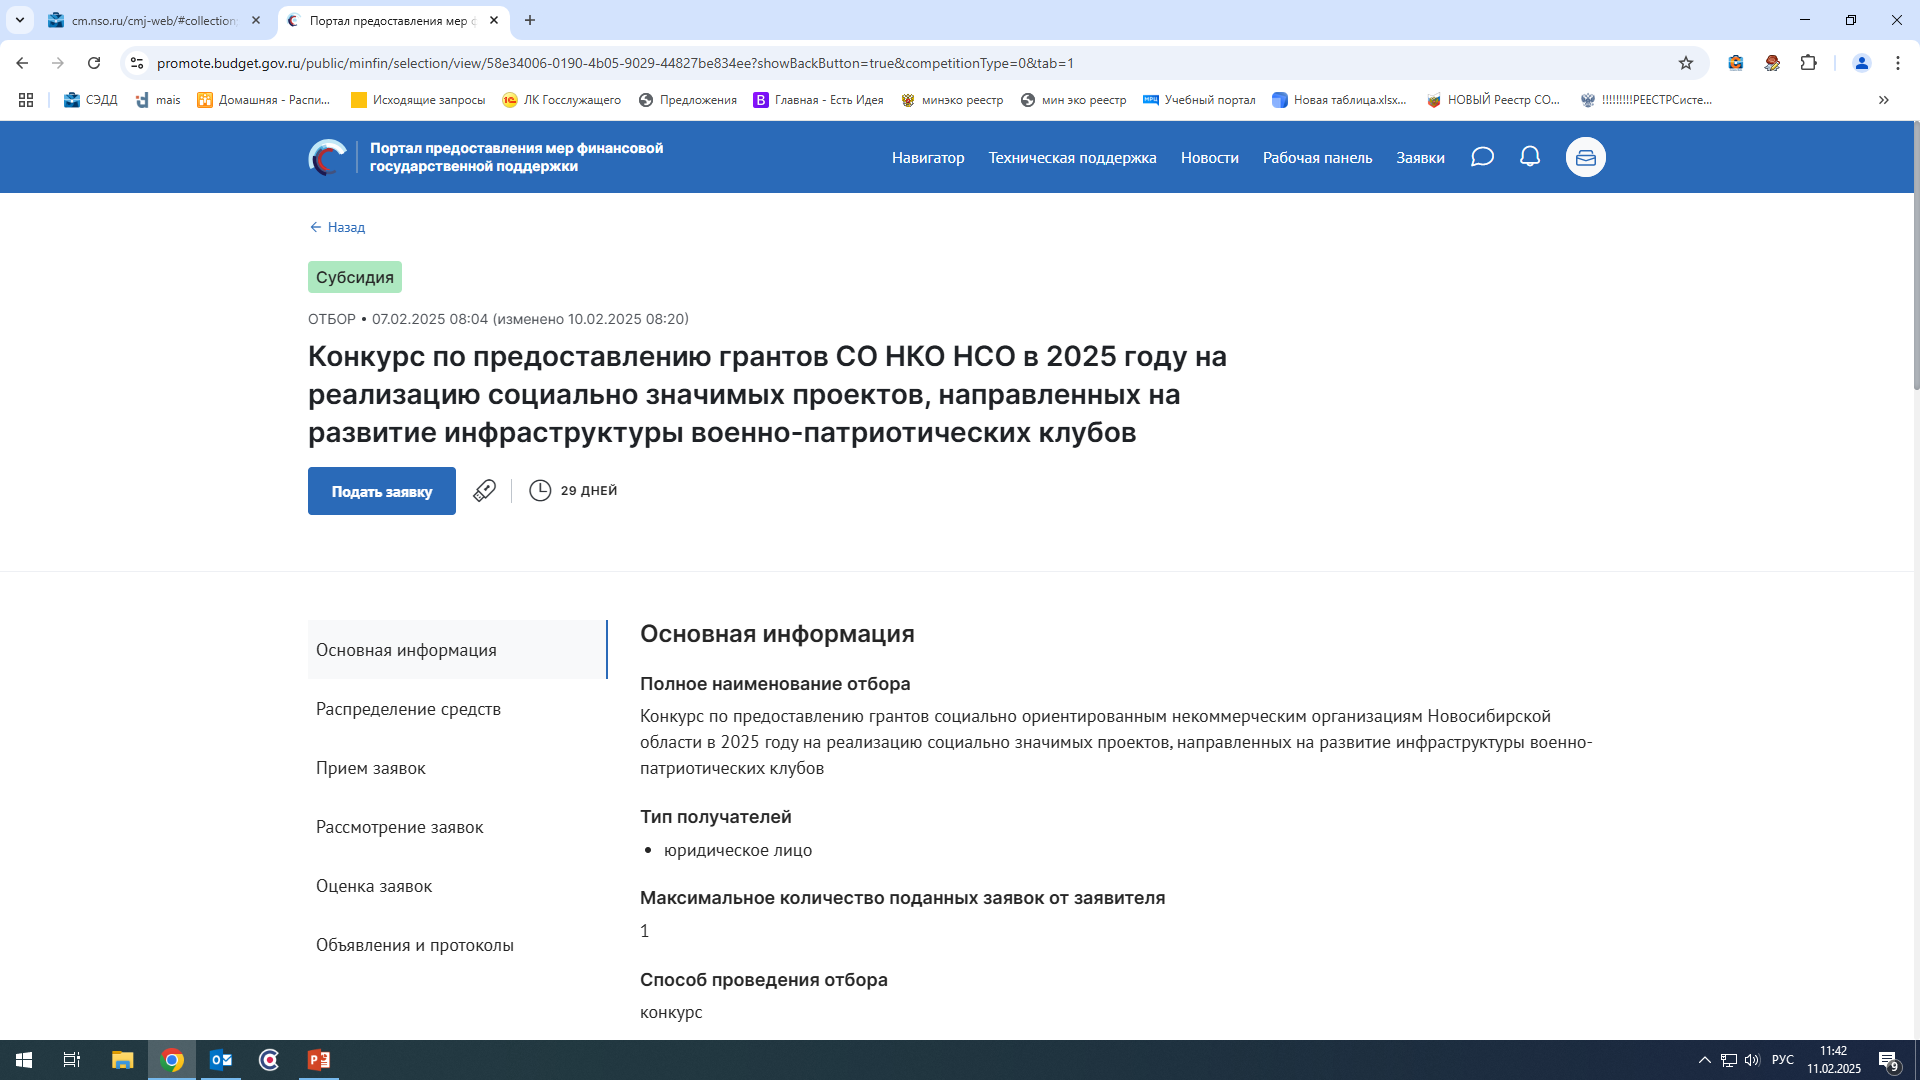 cm.nso.ru/cmj-web/#collection
Портал предоставления мер
promote.budget.gov.ru/public/minfin/selection/view/58e34006-0190-4b05-9029-44827be834ee?showBackButton=true&competitionType=0&tab=1
СЭДД mais Домашняя - Распи... Исходящие запросы ЛК Госслужащего Предложения Главная - Есть Идея минэко реестр мин эко реестр Учебный портал Новая таблица.xlsx... НОВЫЙ Реестр СО... !!!!!!!!!РЕЕСТРСисте...
Портал предоставления мер финансовой
государственной поддержки
Навигатор Техническая поддержка Новости Рабочая панель Заявки
Назад
Субсидия
ОТБОР • 07.02.2025 08:04 (изменено 10.02.2025 08:20)
Конкурс по предоставлению грантов СО НКО НСО в 2025 году на
реализацию социально значимых проектов, направленных на
развитие инфраструктуры военно-патриотических клубов
Подать заявку 29 ДНЕЙ
Основная информация
Распределение средств
Прием заявок
Рассмотрение заявок
Оценка заявок
Объявления и протоколы
Основная информация
Полное наименование отбора
Конкурс по предоставлению грантов социально ориентированным некоммерческим организациям Новосибирской
области в 2025 году на реализацию социально значимых проектов, направленных на развитие инфраструктуры военно-
патриотических клубов
Тип получателей
• юридическое лицо
Максимальное количество поданных заявок от заявителя
1
Способ проведения отбора
конкурс
РУС
11:42
11.02.2025
9